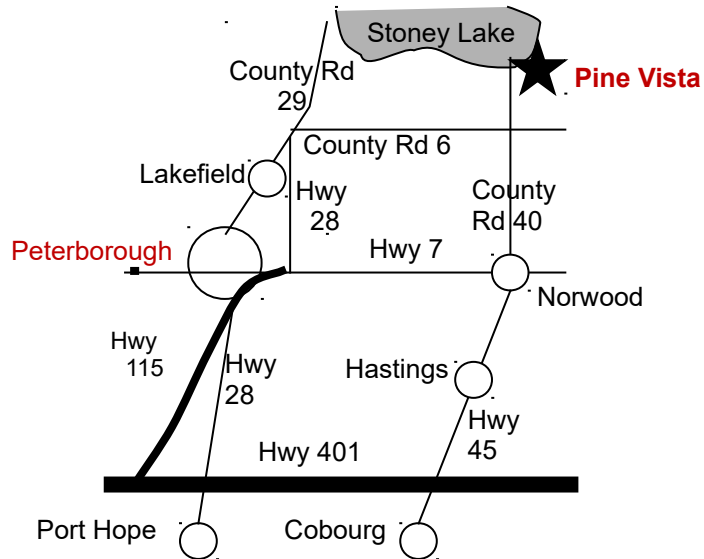 Stoney Lake
County Rd
29
Pine Vista
County Rd 6
Lakefield
Hwy
28
County
Rd 40
Peterborough
Hwy 7
Norwood
Hwy
115
Hwy
28
Hastings
Hwy
45
Hwy 401
Port Hope
Cobourg